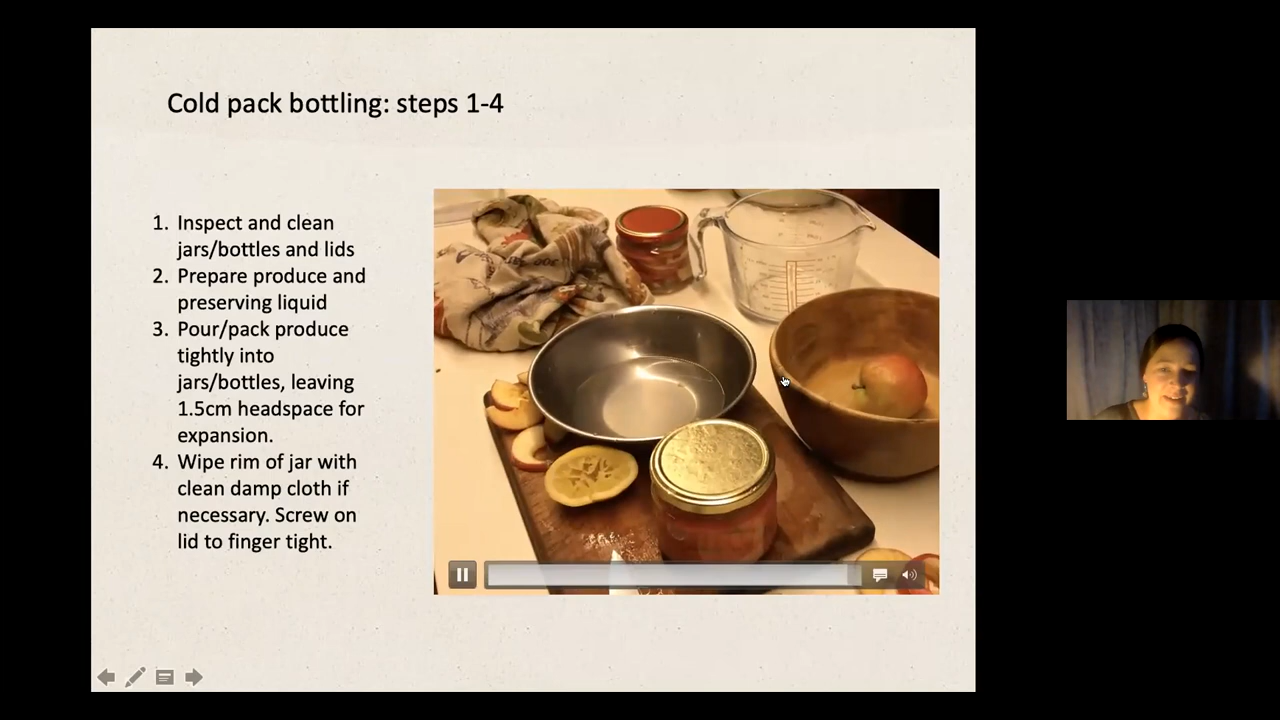 Cold pack bottling: steps 1-4
1. Inspect and clean
jars/bottles and lids
2. Prepare produce and
preserving liquid
3. Pour/pack produce
tightly into
jars/bottles, leaving
1.5cm headspace for
expansion.
4. Wipe rim of jar with
clean damp cloth if
necessary. Screw on
lid to finger tight.